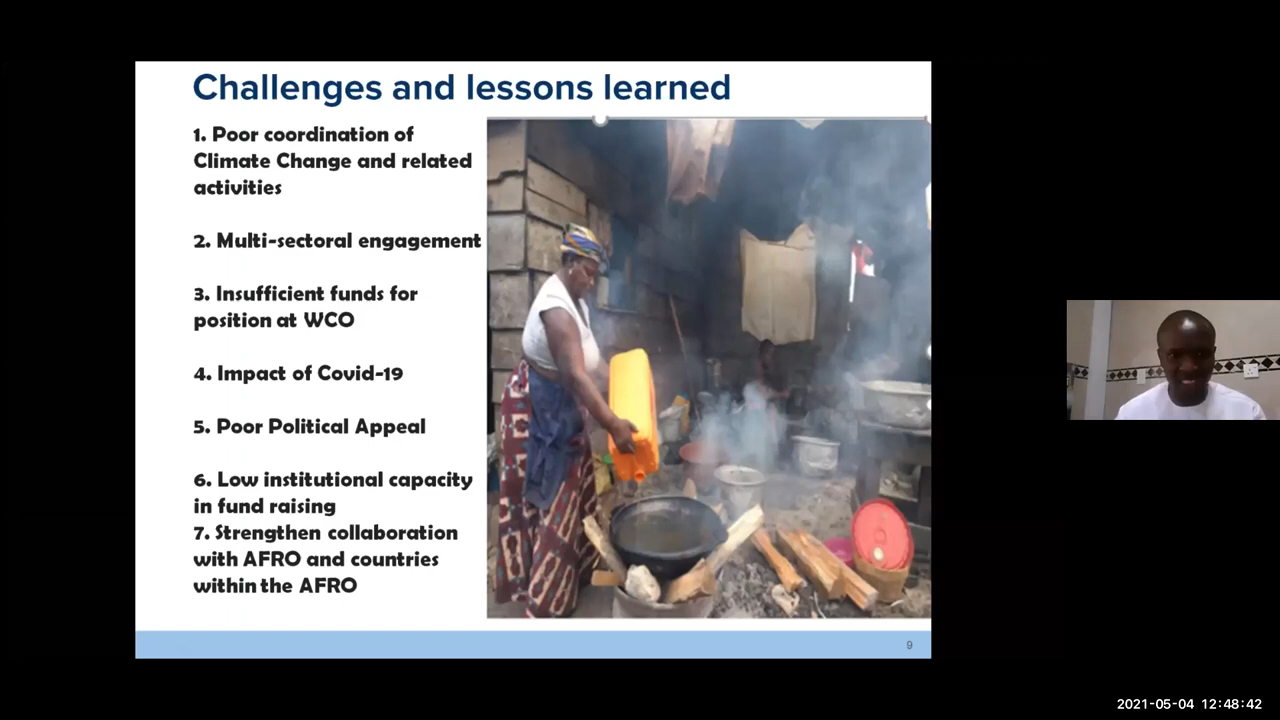 Challenges and lessons learned
1. Poor coordination of
Climate Change and related
activities
2. Multi-sectoral engagement
3. Insufficient funds for
position at WCO
4. Impact of Covid-19
5. Poor Political Appeal
6. Low institutional capacity
in fund raising
7. Strengthen collaboration
with AFRO and countries
within the AFRO
9
2021-05-04 12:48:42